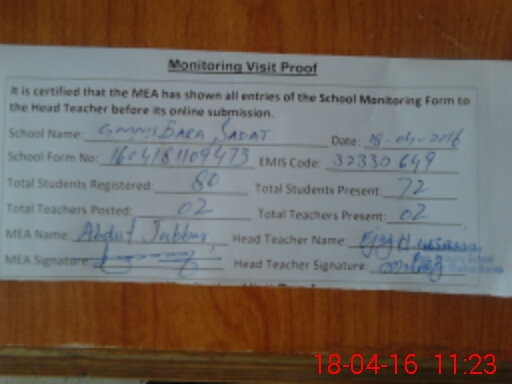 Monitoring Visit Proof
It is certified that the MEA has shown all entries of the School Monitoring Form to
the Head Teacher before its online submission.
School Name: BARA, SADAT Date: 18-04-2016
School Form No: 1604181109473 EMIS Code: 32330649
Total Students Registered: 80 Total Students Present: 72
Total Teachers Posted: 02 Total Teachers Present: 02
MEA Name: Abdul Jabbar Head Teacher Name: Ejaz Hussain
MEA Signature: Head Teacher Signature:
18-04-16 11:23